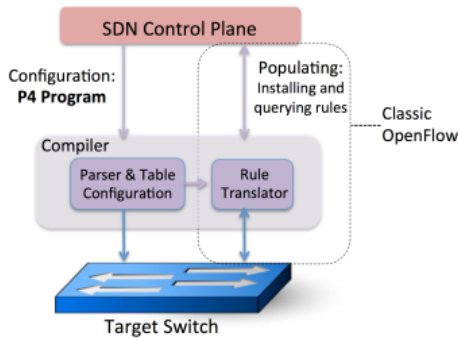 SDN Control Plane
Configuration:
P4 Program
Populating:
Installing and
querying rules
Classic
OpenFlow
Compiler
Parser & Table
Configuration
Rule
Translator
Target Switch